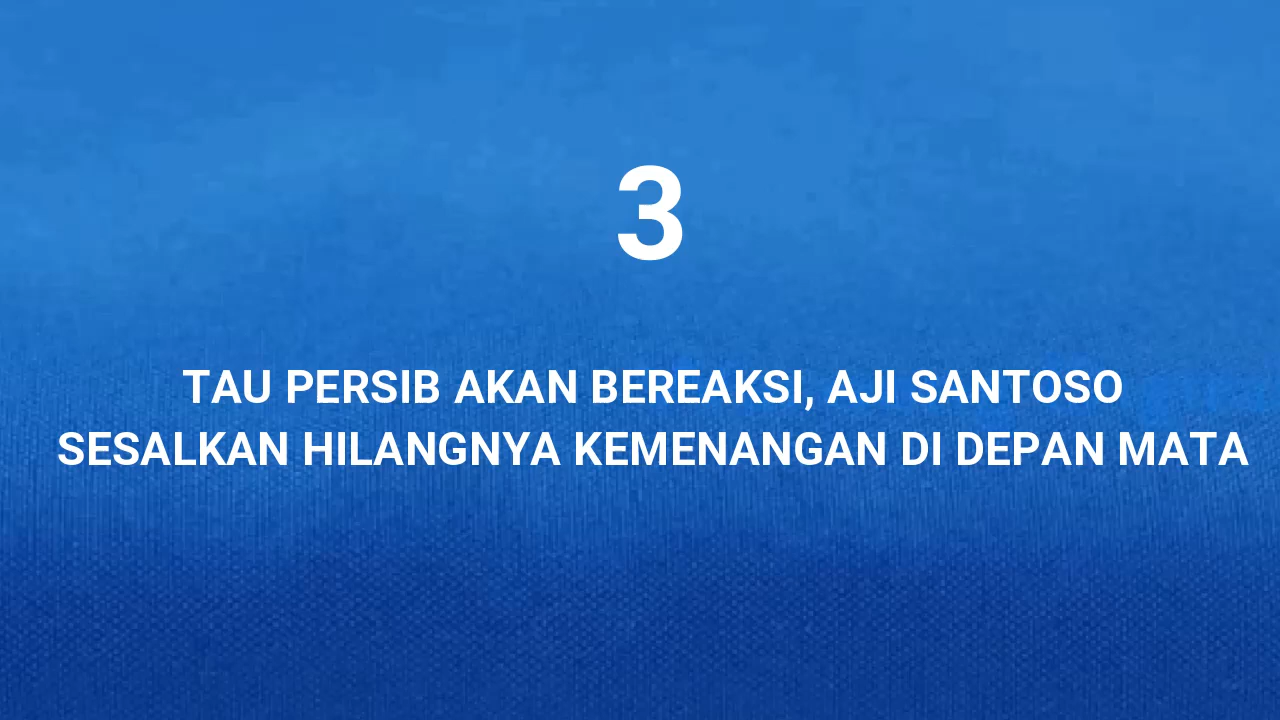 3
TAU PERSIB AKAN BEREAKSI, AJI SANTOSO
SESALKAN HILANGNYA KEMENANGAN DI DEPAN MATA